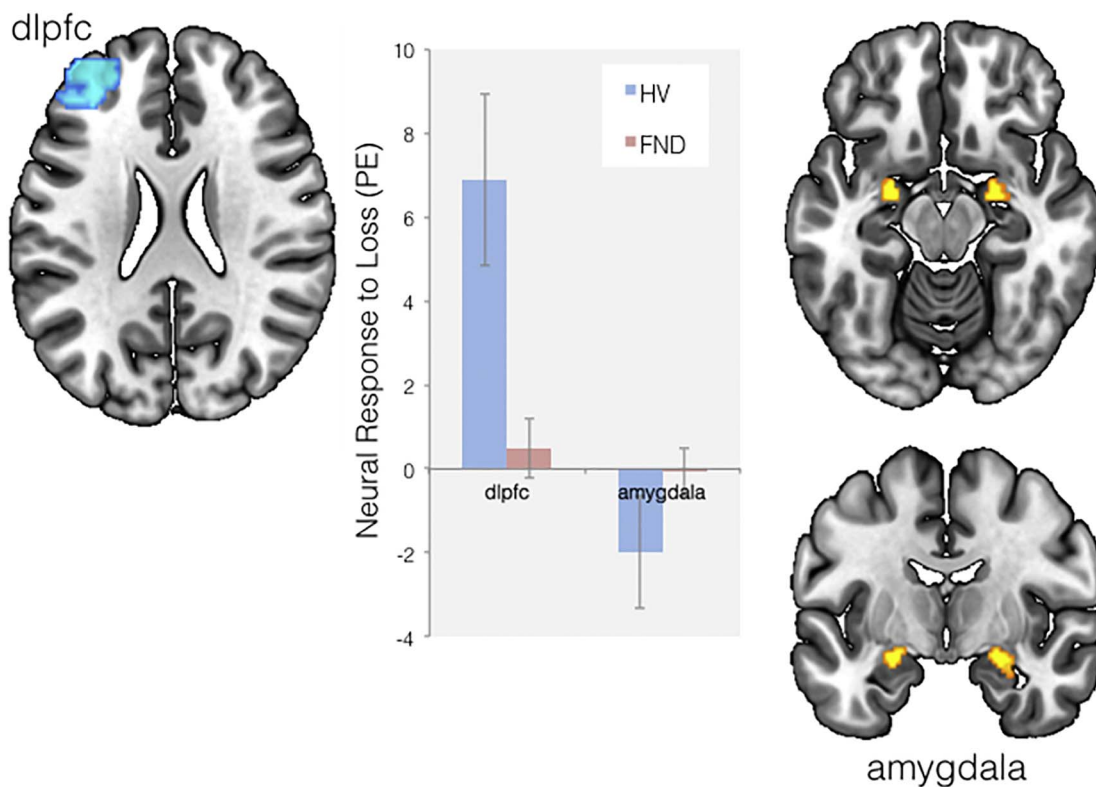 dlpfc
Neural Response to Loss (PE)
10
8
6
4
2
0
-2
-4
HV
FND
dlpfc
amygdala
amygdala